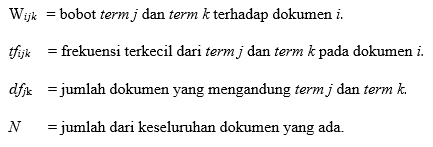 Wijk = bobot term j dan term k terhadap dokumen i.
tfijk = frekuensi terkecil dari term j dan term k pada dokumen i.
dfjk = jumlah dokumen yang mengandung term j dan term k.
N = jumlah dari keseluruhan dokumen yang ada.